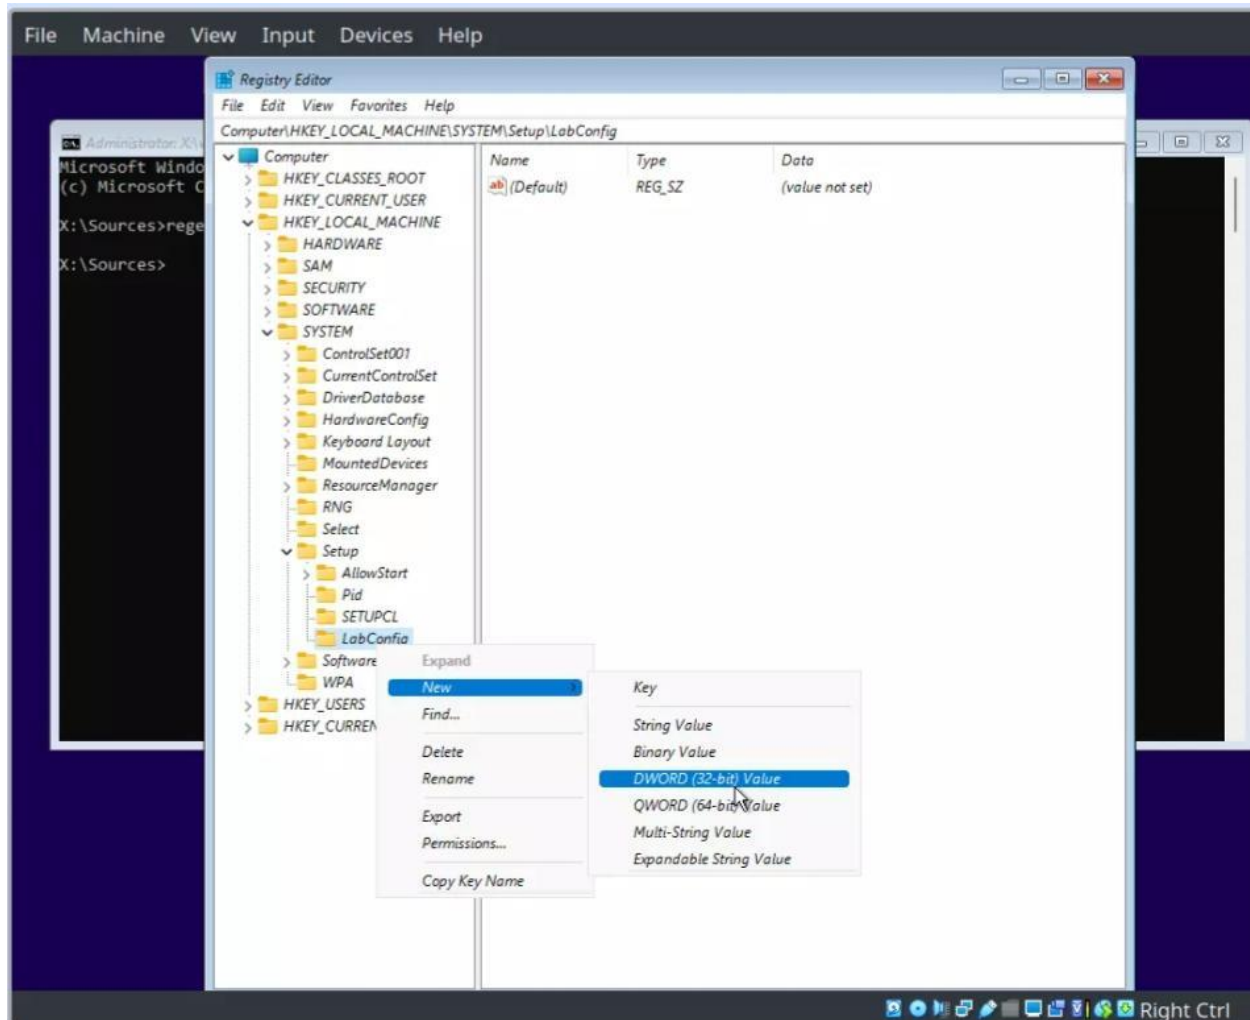 File Machine View Input Devices Help
Registry Editor
File Edit View Favorites Help
Computer\HKEY_LOCAL_MACHINE\SYSTEM\Setup\LabConfig
Administrator: X:\
Microsoft Windo
(c) Microsoft C
X:\Sources>rege
X:\Sources>
Computer
HKEY_CLASSES_ROOT
HKEY_CURRENT_USER
HKEY_LOCAL_MACHINE
HARDWARE
SAM
SECURITY
SOFTWARE
SYSTEM
ControlSet001
CurrentControlSet
DriverDatabase
HardwareConfig
Keyboard Layout
MountedDevices
ResourceManager
RNG
Select
Setup
AllowStart
Pid
SETUPCL
LabConfig
Software
WPA
HKEY_USERS
HKEY_CURREN
Name Type Data
(Default) REG_SZ (value not set)
Expand
New
Find...
Delete
Rename
Export
Permissions...
Copy Key Name
Key
String Value
Binary Value
DWORD (32-bit) Value
QWORD (64-bit) Value
Multi-String Value
Expandable String Value
Right Ctrl